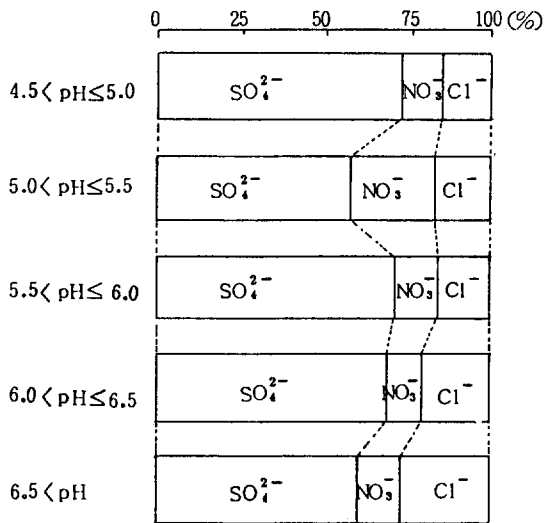 0 25 50 75 100 (%)
4.5< pH≤5.0 SO₄²⁻ NO₃⁻ Cl⁻
5.0< pH≤5.5 SO₄²⁻ NO₃⁻ Cl⁻
5.5< pH≤ 6.0 SO₄²⁻ NO₃⁻ Cl⁻
6.0< pH≤6.5 SO₄²⁻ NO₃⁻ Cl⁻
6.5< pH SO₄²⁻ NO₃⁻ Cl⁻